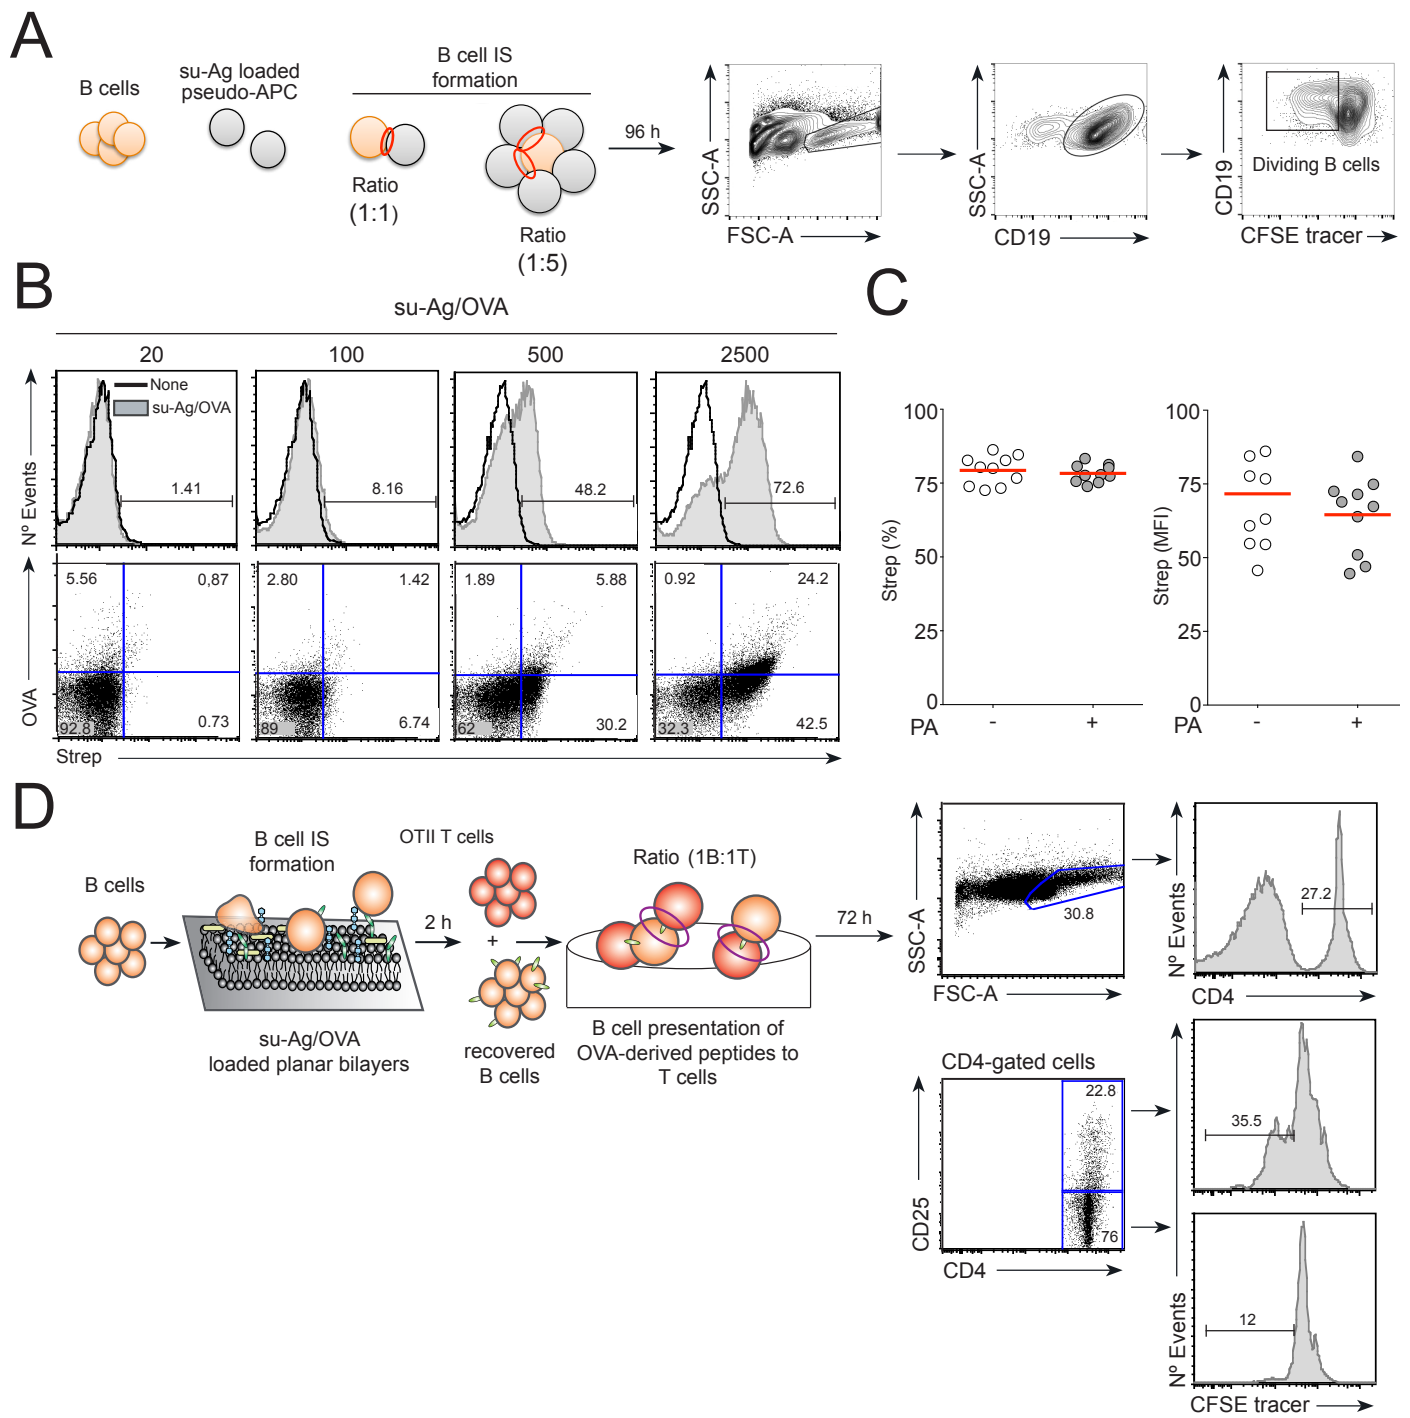 A
B cells
su-Ag loaded
pseudo-APC
B cell IS
formation
Ratio
(1:1)
Ratio
(1:5)
96 h
SSC-A
FSC-A
SSC-A
CD19
CD19
Dividing B cells
CFSE tracer
B
su-Ag/OVA
20 100 500 2500
Nº Events
None
su-Ag/OVA
1.41 8.16 48.2 72.6
OVA
5.56 0,87 2.80 1.42 1.89 5.88 0.92 24.2
92.8 0.73 89 6.74 62 30.2 32.3 42.5
Strep
C
Strep (%)
100
75
50
25
0
PA - +
Strep (MFI)
100
75
50
25
0
PA - +
D
B cells
B cell IS
formation
su-Ag/OVA
loaded planar bilayers
2 h
OTII T cells
+
recovered
B cells
Ratio (1B:1T)
B cell presentation of
OVA-derived peptides to
T cells
72 h
SSC-A
30.8
FSC-A
Nº Events
27.2
CD4
CD4-gated cells
CD25
22.8
76
CD4
35.5
Nº Events
12
CFSE tracer